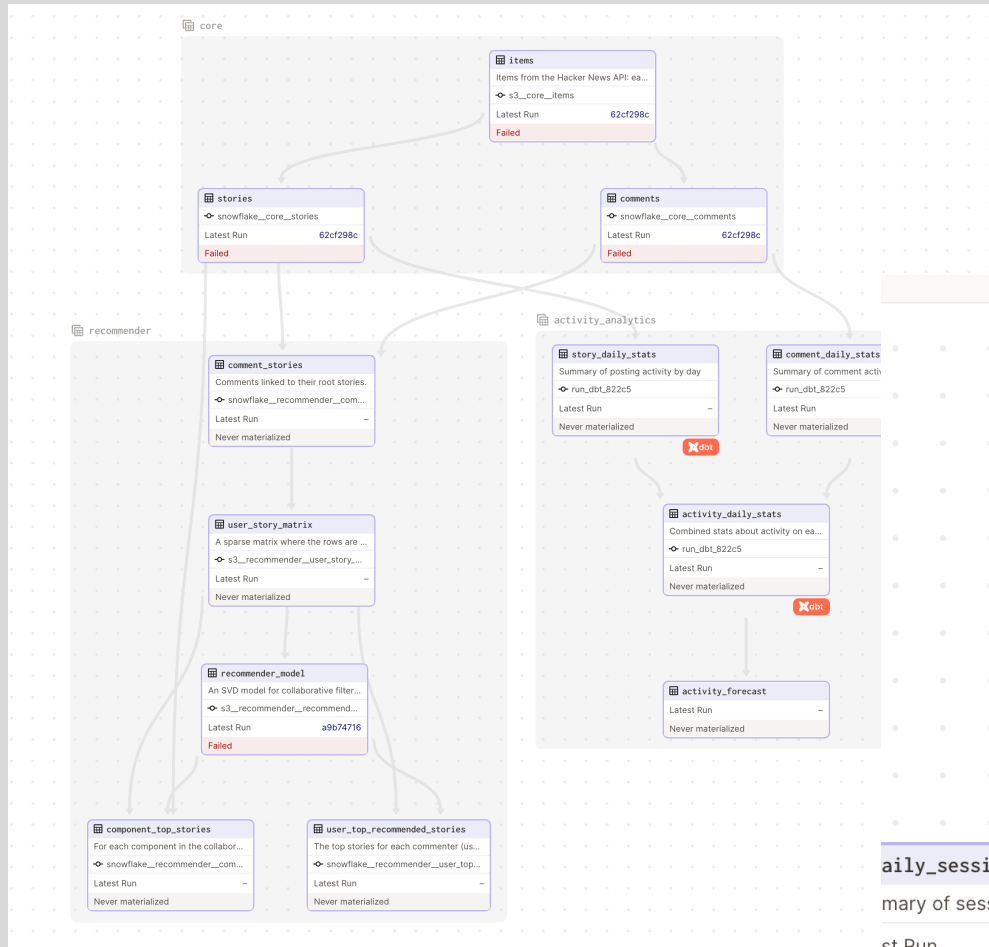 core
items
Items from the Hacker News API: ea...
s3__core__items
Latest Run 62cf298c
Failed
stories
snowflake__core__stories
Latest Run 62cf298c
Failed
comments
snowflake__core__comments
Latest Run 62cf298c
Failed
recommender
comment_stories
Comments linked to their root stories.
snowflake__recommender__com...
Latest Run –
Never materialized
user_story_matrix
A sparse matrix where the rows are ...
s3__recommender__user_story_...
Latest Run –
Never materialized
recommender_model
An SVD model for collaborative filter...
s3__recommender__recommend...
Latest Run a9b74716
Failed
component_top_stories
For each component in the collabor...
snowflake__recommender__com...
Latest Run –
Never materialized
user_top_recommended_stories
The top stories for each commenter (us...
snowflake__recommender__user_top...
Latest Run –
Never materialized
activity_analytics
story_daily_stats
Summary of posting activity by day
run_dbt_822c5
Latest Run –
Never materialized
dbt
comment_daily_stats
Summary of comment activ
run_dbt_822c5
Latest Run
Never materialized
activity_daily_stats
Combined stats about activity on ea...
run_dbt_822c5
Latest Run –
Never materialized
dbt
activity_forecast
Latest Run –
Never materialized
aily_sessi
mary of ses
st Run